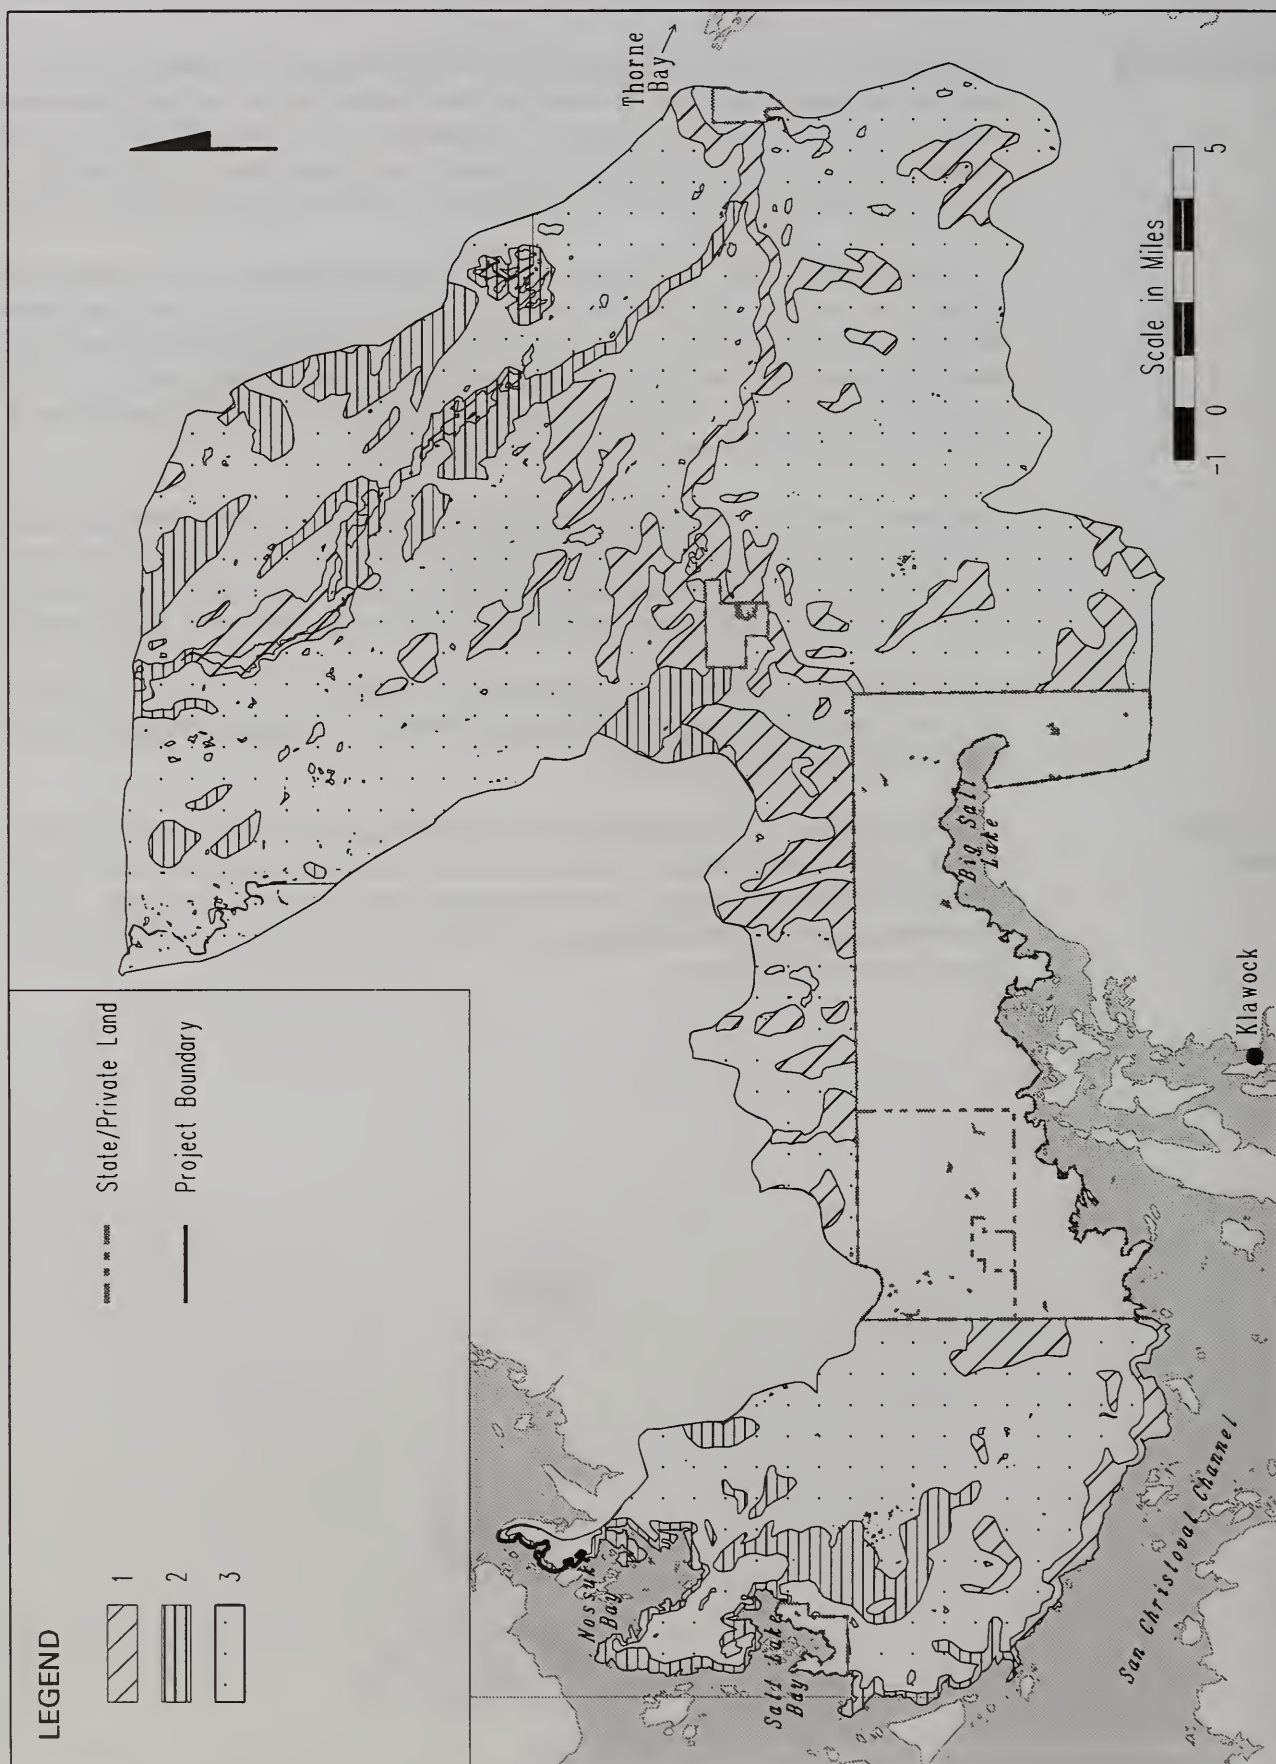 LEGEND
1
2
3
State/Private Land
Project Boundary
Thorne
Bay
Scale in Miles
-1 0 5
Nossuk
Bay
Salt Lake
Bay
Big Salt
Lake
Klawock
San Christoval Channel